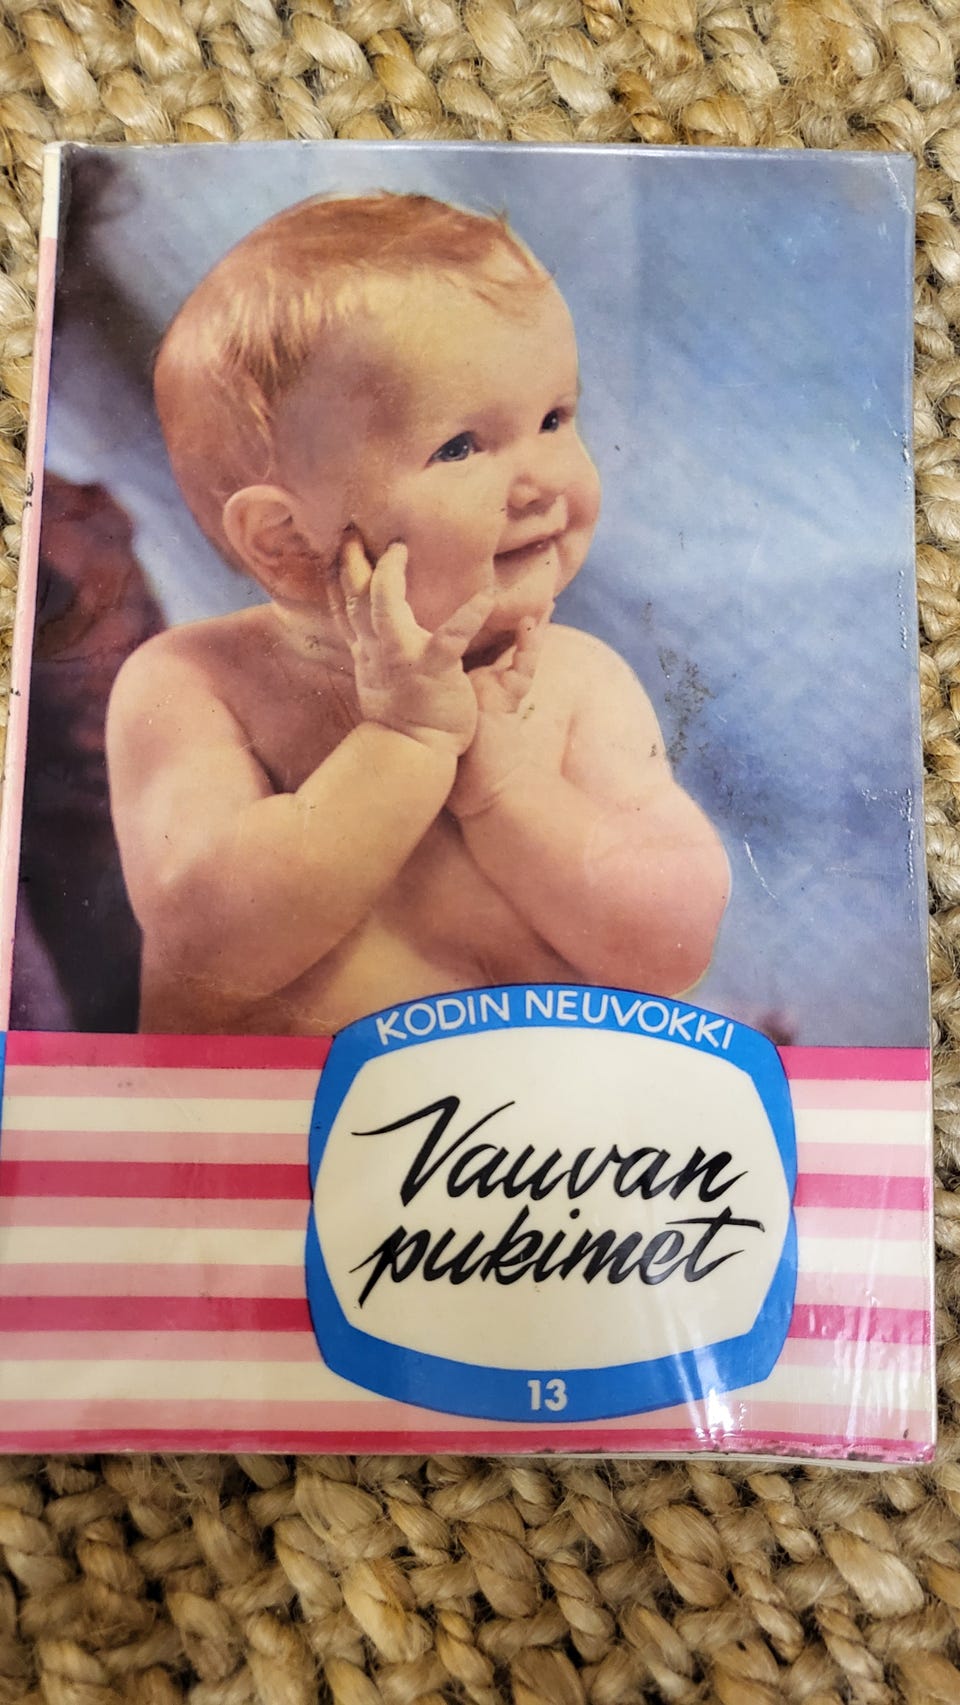 KODIN NEUVOKKI
Vauvan
pukimet
13